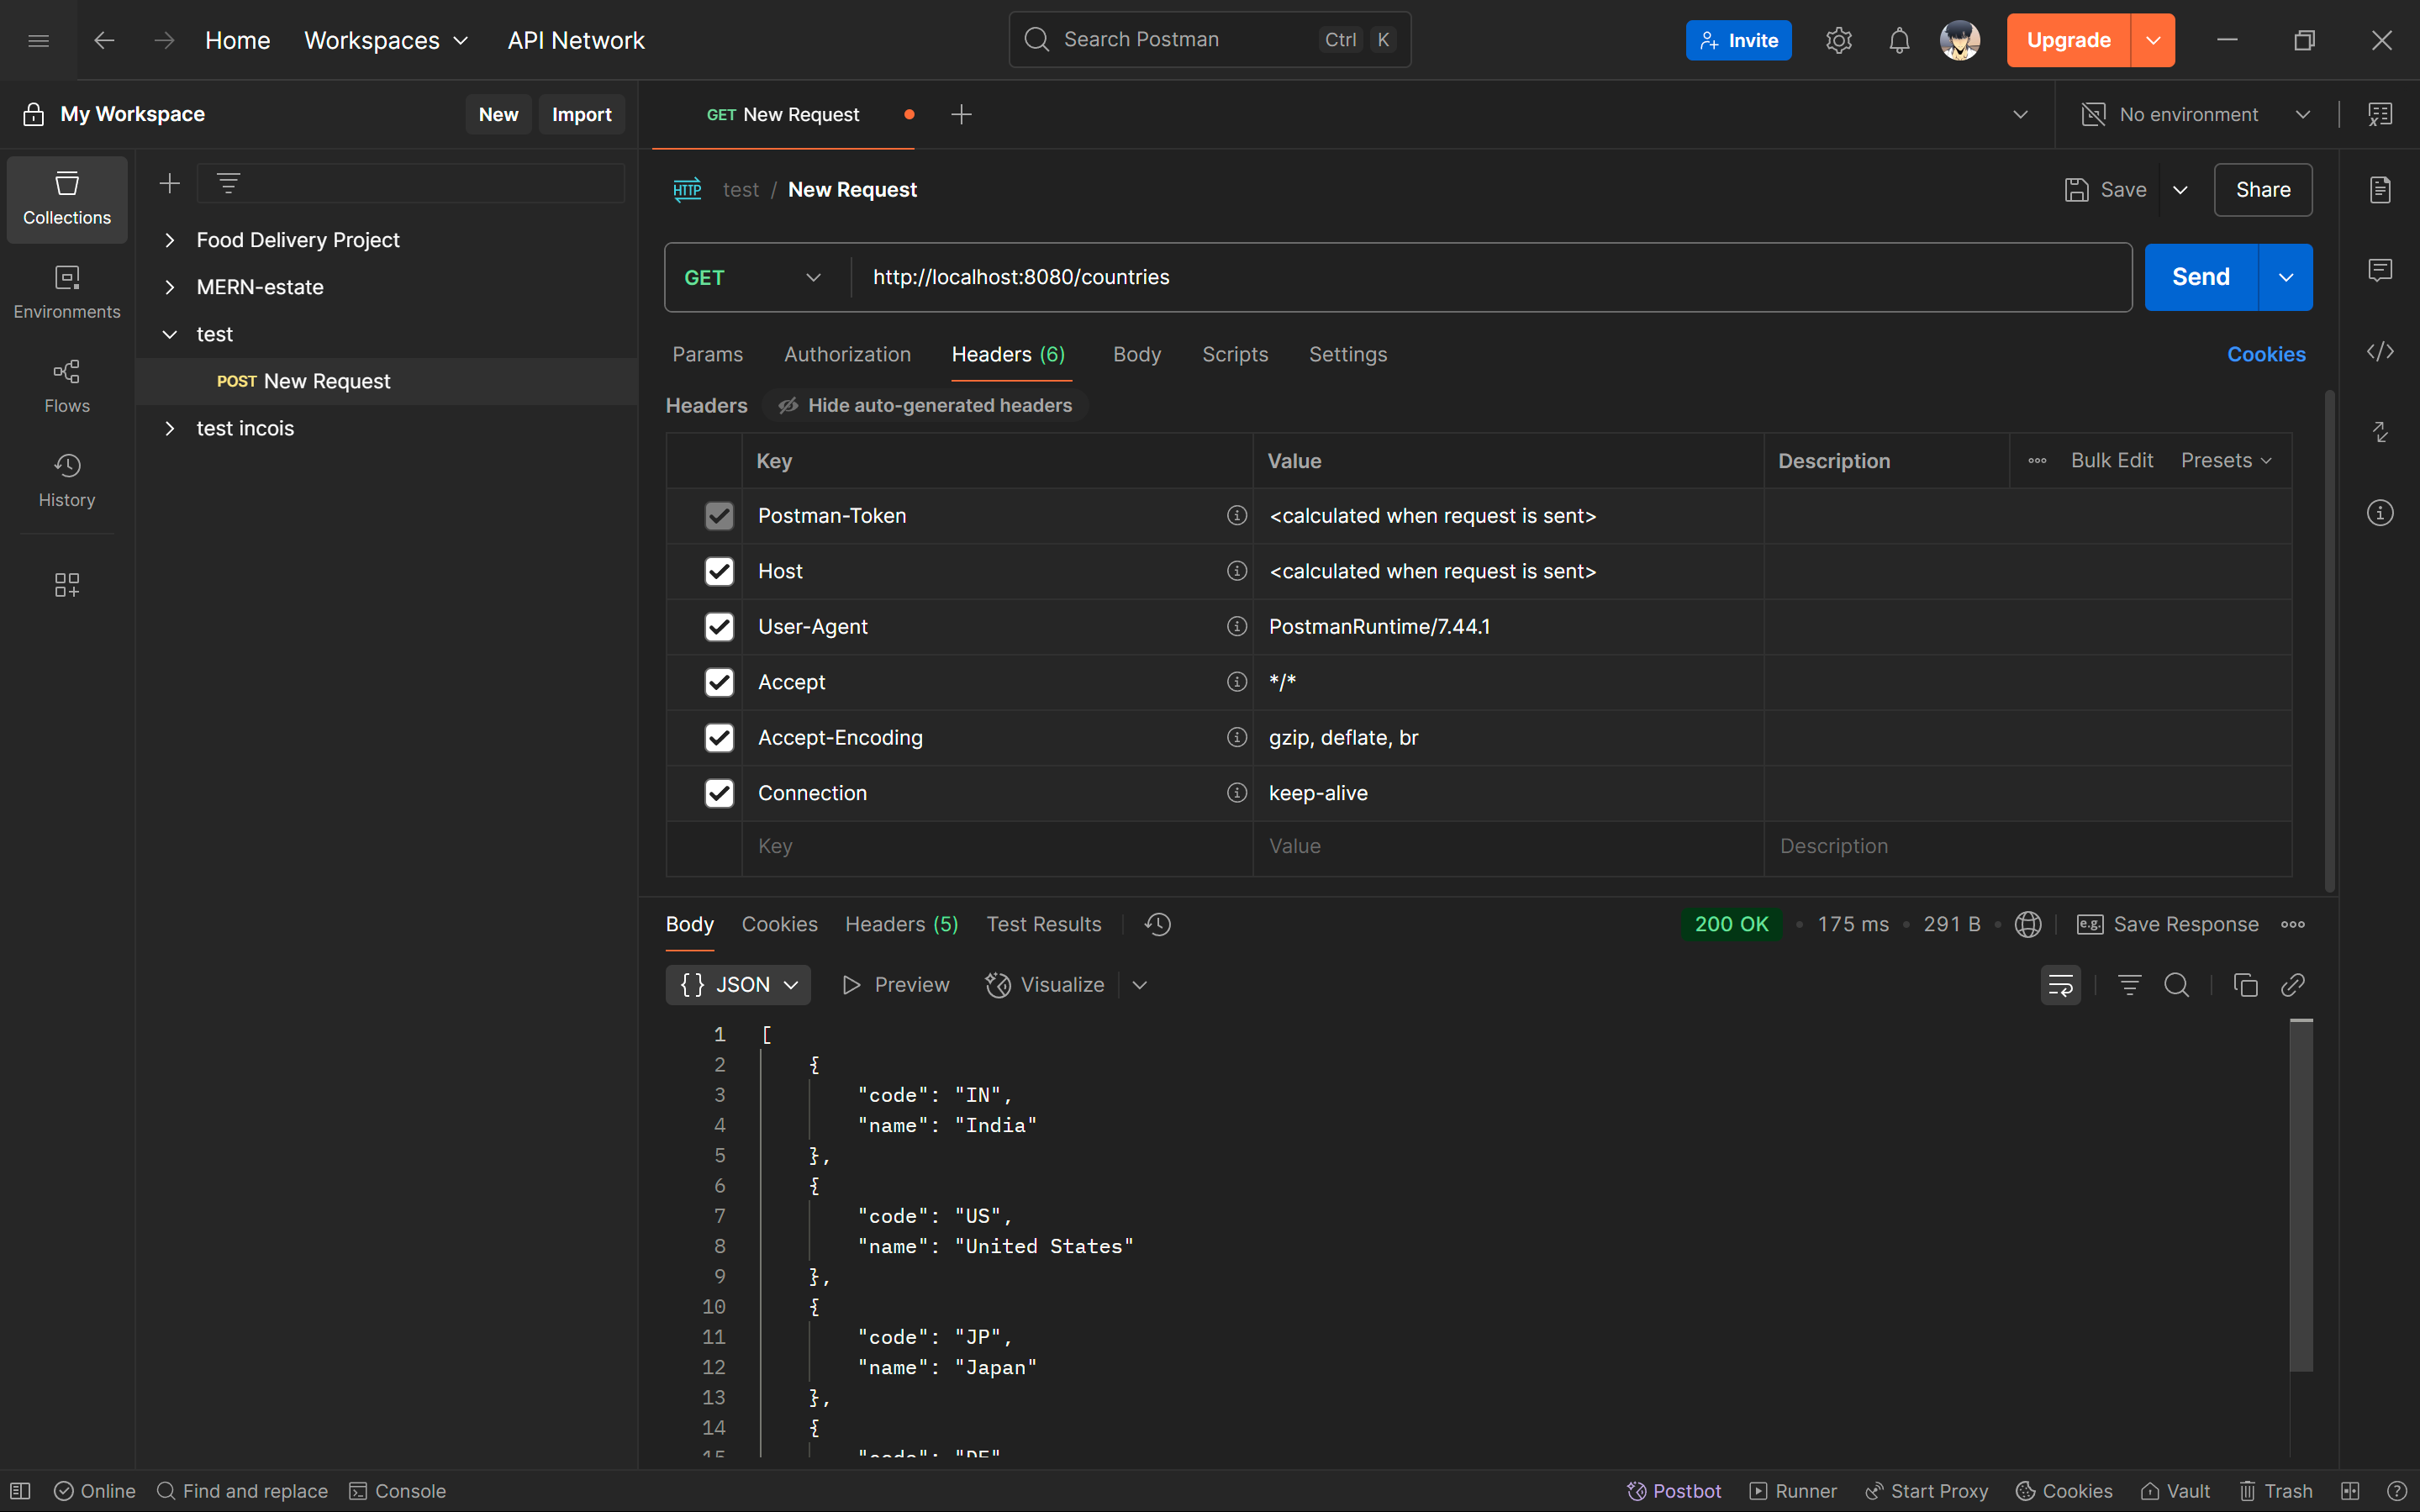 Home Workspaces API Network Search Postman Ctrl K Invite Upgrade
My Workspace New Import GET New Request No environment
Collections
Environments
Flows
History
Food Delivery Project
MERN-estate
test
POST New Request
test incois
HTTP test / New Request Save Share
GET http://localhost:8080/countries Send
Params Authorization Headers (6) Body Scripts Settings Cookies
Headers Hide auto-generated headers
Key Value Description Bulk Edit Presets
Postman-Token <calculated when request is sent>
Host <calculated when request is sent>
User-Agent PostmanRuntime/7.44.1
Accept */*
Accept-Encoding gzip, deflate, br
Connection keep-alive
Key Value Description
Body Cookies Headers (5) Test Results 200 OK • 175 ms • 291 B • e.g. Save Response
{} JSON Preview Visualize
1 [
2 {
3 "code": "IN",
4 "name": "India"
5 },
6 {
7 "code": "US",
8 "name": "United States"
9 },
10 {
11 "code": "JP",
12 "name": "Japan"
13 },
14 {
15 "code": "DE"
Online Find and replace Console Postbot Runner Start Proxy Cookies Vault Trash